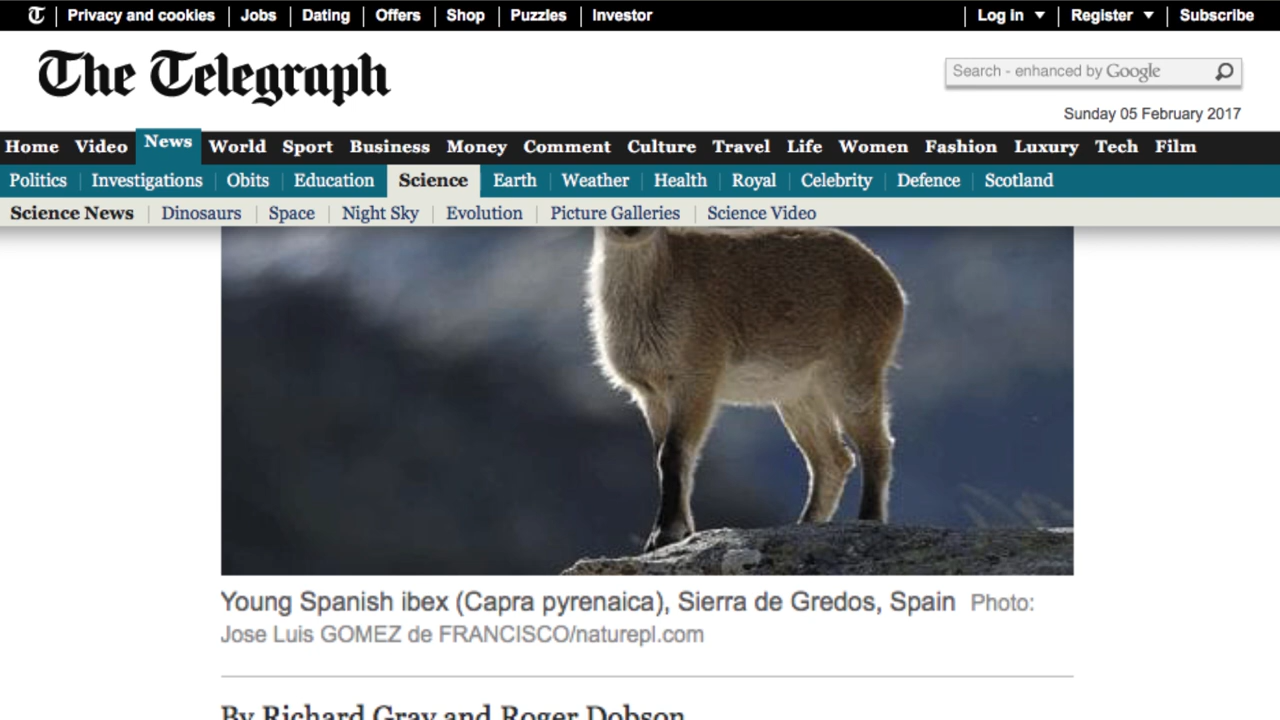 Privacy and cookies Jobs Dating Offers Shop Puzzles Investor Log in Register Subscribe
The Telegraph
Search - enhanced by Google
Sunday 05 February 2017
Home Video News World Sport Business Money Comment Culture Travel Life Women Fashion Luxury Tech Film
Politics Investigations Obits Education Science Earth Weather Health Royal Celebrity Defence Scotland
Science News Dinosaurs Space Night Sky Evolution Picture Galleries Science Video
Young Spanish ibex (Capra pyrenaica), Sierra de Gredos, Spain Photo:
Jose Luis GOMEZ de FRANCISCO/naturepl.com
By Richard Gray and Roger Dobson